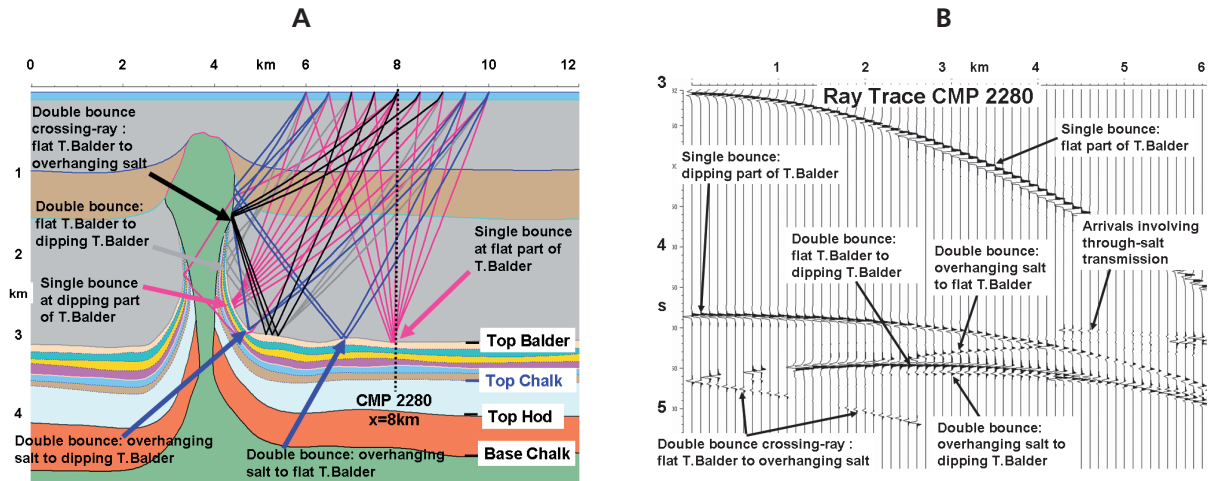 A
B
0
2
4
km
6
8
10
12
Double bounce
crossing-ray :
flat T.Balder to
overhanging salt
1
Double bounce:
flat T.Balder to
dipping T.Balder
2
km
Single bounce
at dipping part
of T.Balder
Single bounce
at flat part of
T.Balder
3
Top Balder
Top Chalk
CMP 2280
x=8km
4
Top Hod
Double bounce: overhanging
salt to dipping T.Balder
Double bounce: overhanging
salt to flat T.Balder
Base Chalk
1
2
3
km
4
5
6
3
Ray Trace CMP 2280
Single bounce:
flat part of T.Balder
Single bounce:
dipping part of T.Balder
4
Arrivals involving
through-salt
transmission
Double bounce:
flat T.Balder to
dipping T.Balder
Double bounce:
overhanging salt
to flat T.Balder
s
5
Double bounce crossing-ray :
flat T.Balder to overhanging salt
Double bounce:
overhanging salt to
dipping T.Balder